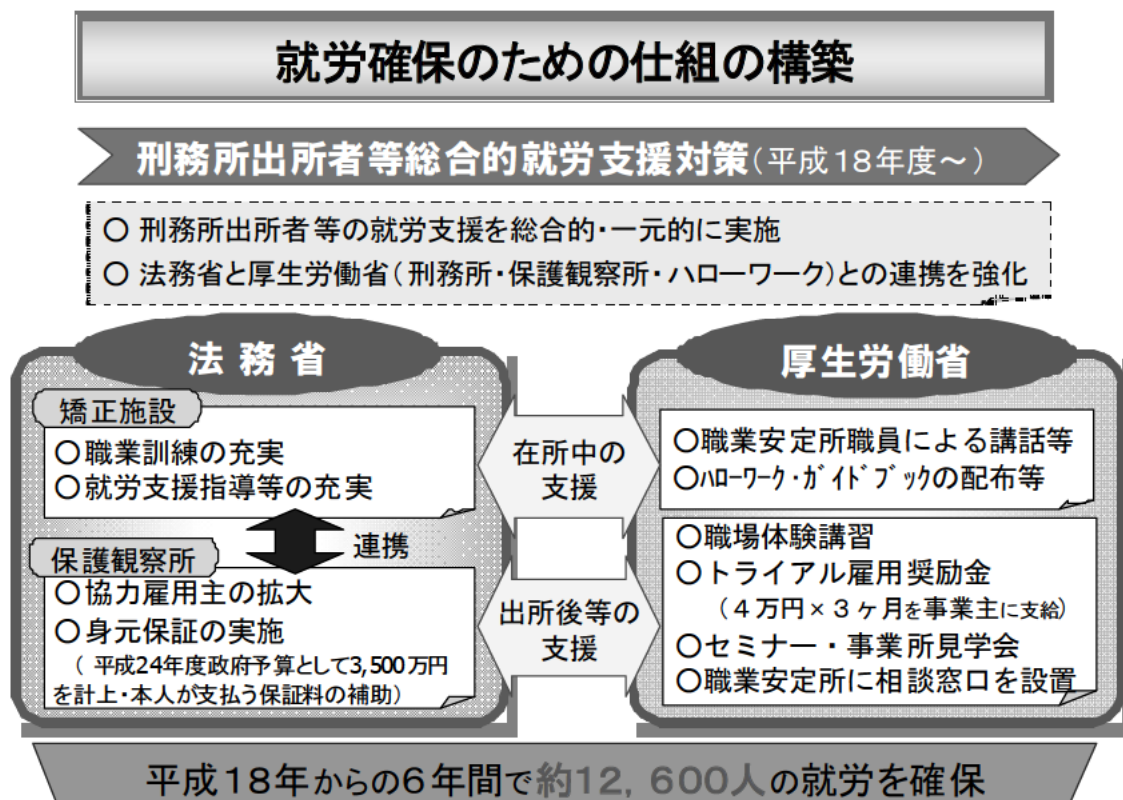 就労確保のための仕組の構築
刑務所出所者等総合的就労支援対策(平成18年度～)
○ 刑務所出所者等の就労支援を総合的・一元的に実施
○ 法務省と厚生労働省(刑務所・保護観察所・ハローワーク)との連携を強化
法務省
矯正施設
○職業訓練の充実
○就労支援指導等の充実
連携
保護観察所
○協力雇用主の拡大
○身元保証の実施
( 平成24年度政府予算として3,500万円
を計上・本人が支払う保証料の補助)
在所中の
支援
出所後等の
支援
厚生労働省
○職業安定所職員による講話等
○ﾊﾛｰﾜｰｸ・ｶﾞｲﾄﾞﾌﾞｯｸの配布等
○職場体験講習
○トライアル雇用奨励金
(４万円×３ヶ月を事業主に支給)
○セミナー・事業所見学会
○職業安定所に相談窓口を設置
平成１８年からの６年間で約１２,６００人の就労を確保